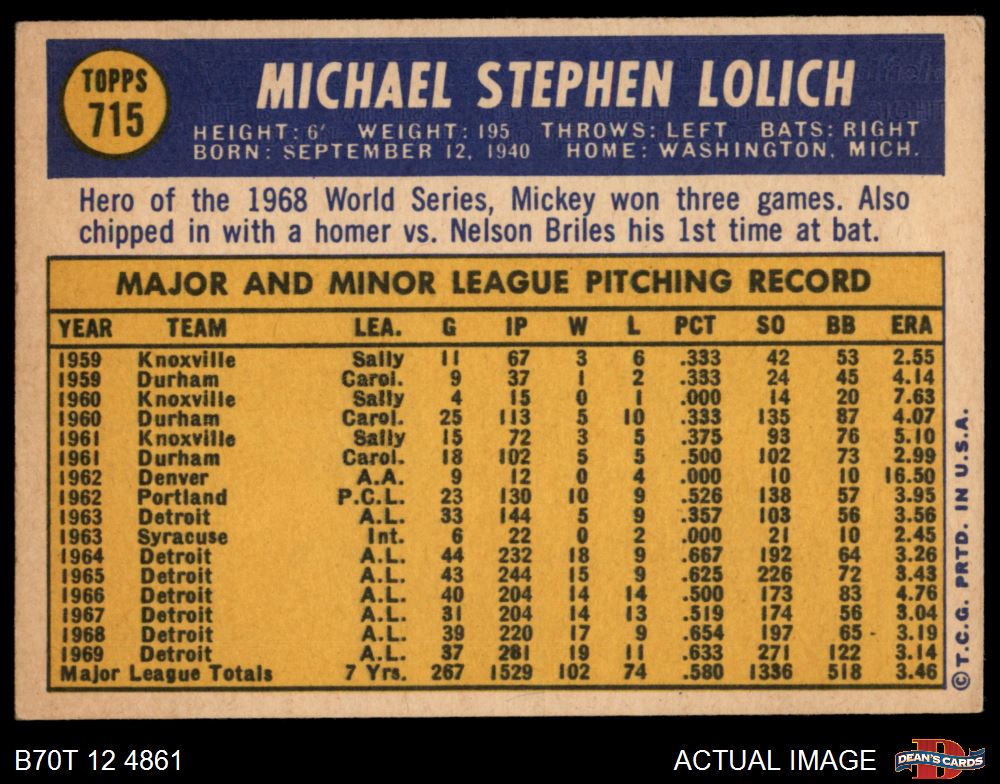 TOPPS
715
MICHAEL STEPHEN LOLICH
HEIGHT: 6' WEIGHT: 195 THROWS: LEFT BATS: RIGHT
BORN: SEPTEMBER 12, 1940 HOME: WASHINGTON, MICH.
Hero of the 1968 World Series, Mickey won three games. Also
chipped in with a homer vs. Nelson Briles his 1st time at bat.
MAJOR AND MINOR LEAGUE PITCHING RECORD
YEAR TEAM LEA. G IP W L PCT SO BB ERA
1959 Knoxville Sally 11 67 3 6 .333 42 53 2.55
1959 Durham Carol. 9 37 1 2 .333 24 45 4.14
1960 Knoxville Sally 4 15 0 1 .000 14 20 7.63
1960 Durham Carol. 25 113 5 10 .333 135 87 4.07
1961 Knoxville Sally 15 72 3 5 .375 93 76 5.10
1961 Durham Carol. 18 102 5 5 .500 102 73 2.99
1962 Denver A.A. 9 12 0 4 .000 10 10 16.50
1962 Portland P.C.L. 23 130 10 9 .526 138 57 3.95
1963 Detroit A.L. 33 144 5 9 .357 103 56 3.56
1963 Syracuse Int. 6 22 0 2 .000 21 10 2.45
1964 Detroit A.L. 44 232 18 9 .667 192 64 3.26
1965 Detroit A.L. 43 244 15 9 .625 226 72 3.43
1966 Detroit A.L. 40 204 14 14 .500 173 83 4.76
1967 Detroit A.L. 31 204 14 13 .519 174 56 3.04
1968 Detroit A.L. 39 220 17 9 .654 197 65 3.19
1969 Detroit A.L. 37 281 19 11 .633 271 122 3.14
Major League Totals 7 Yrs. 267 1529 102 74 .580 1336 518 3.46
© T.C.G. PRTD. IN U.S.A.
B70T 12 4861
ACTUAL IMAGE
DEAN'S CARDS